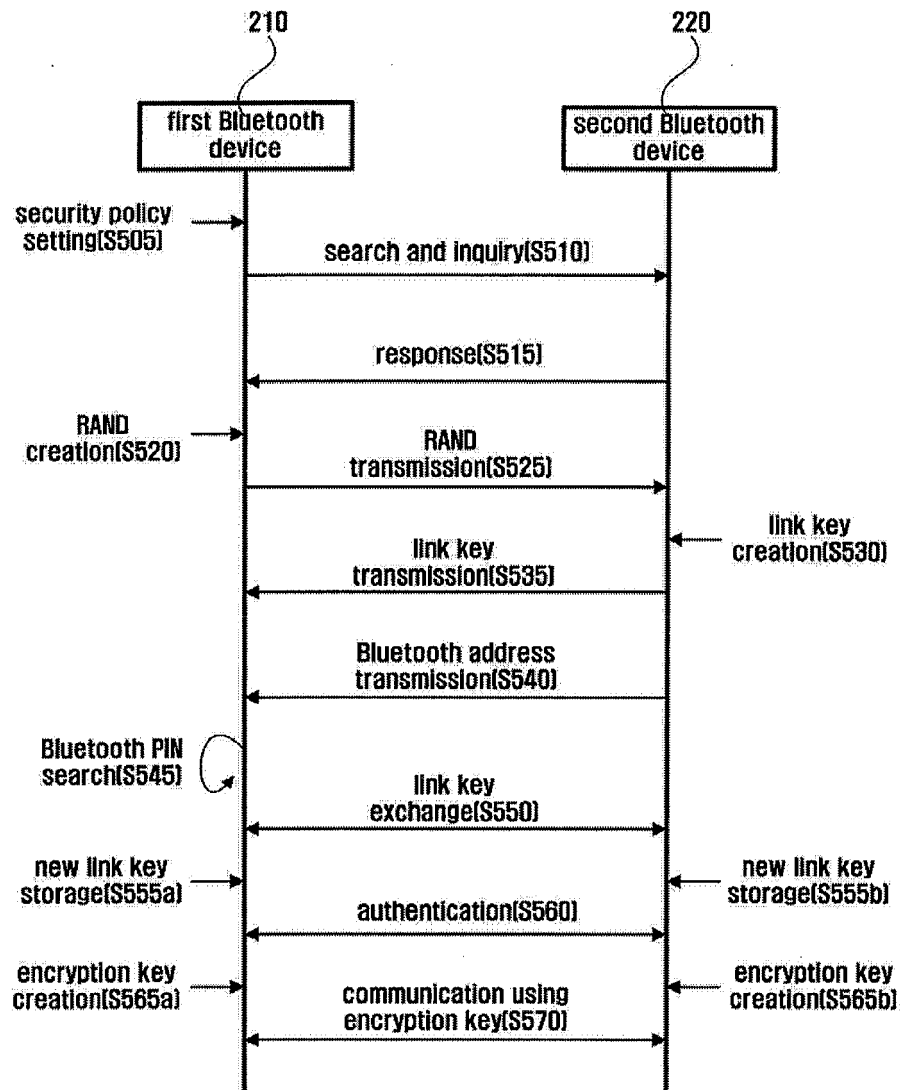 210
220
first Bluetooth
device
second Bluetooth
device
security policy
setting(S505)
search and inquiry(S510)
response(S515)
RAND
creation(S520)
RAND
transmission(S525)
link key
creation(S530)
link key
transmission(S535)
Bluetooth address
transmission(S540)
Bluetooth PIN
search(S545)
link key
exchange(S550)
new link key
storage(S555a)
new link key
storage(S555b)
authentication(S560)
encryption key
creation(S565a)
encryption key
creation(S565b)
communication using
encryption key(S570)